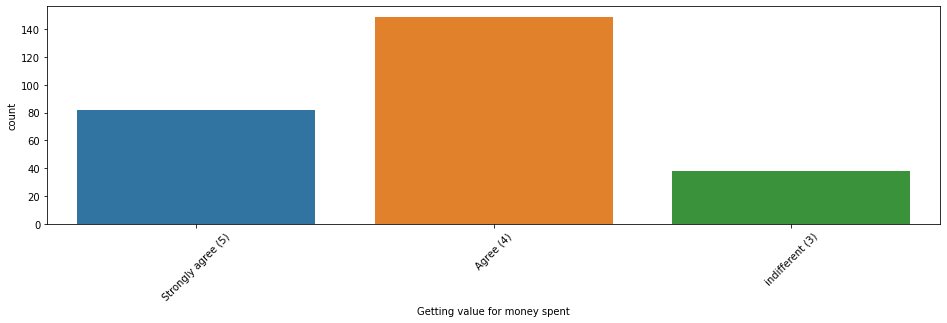 140
120
100
80
60
40
20
0
count
Strongly agree (5)
Agree (4)
indifferent (3)
Getting value for money spent